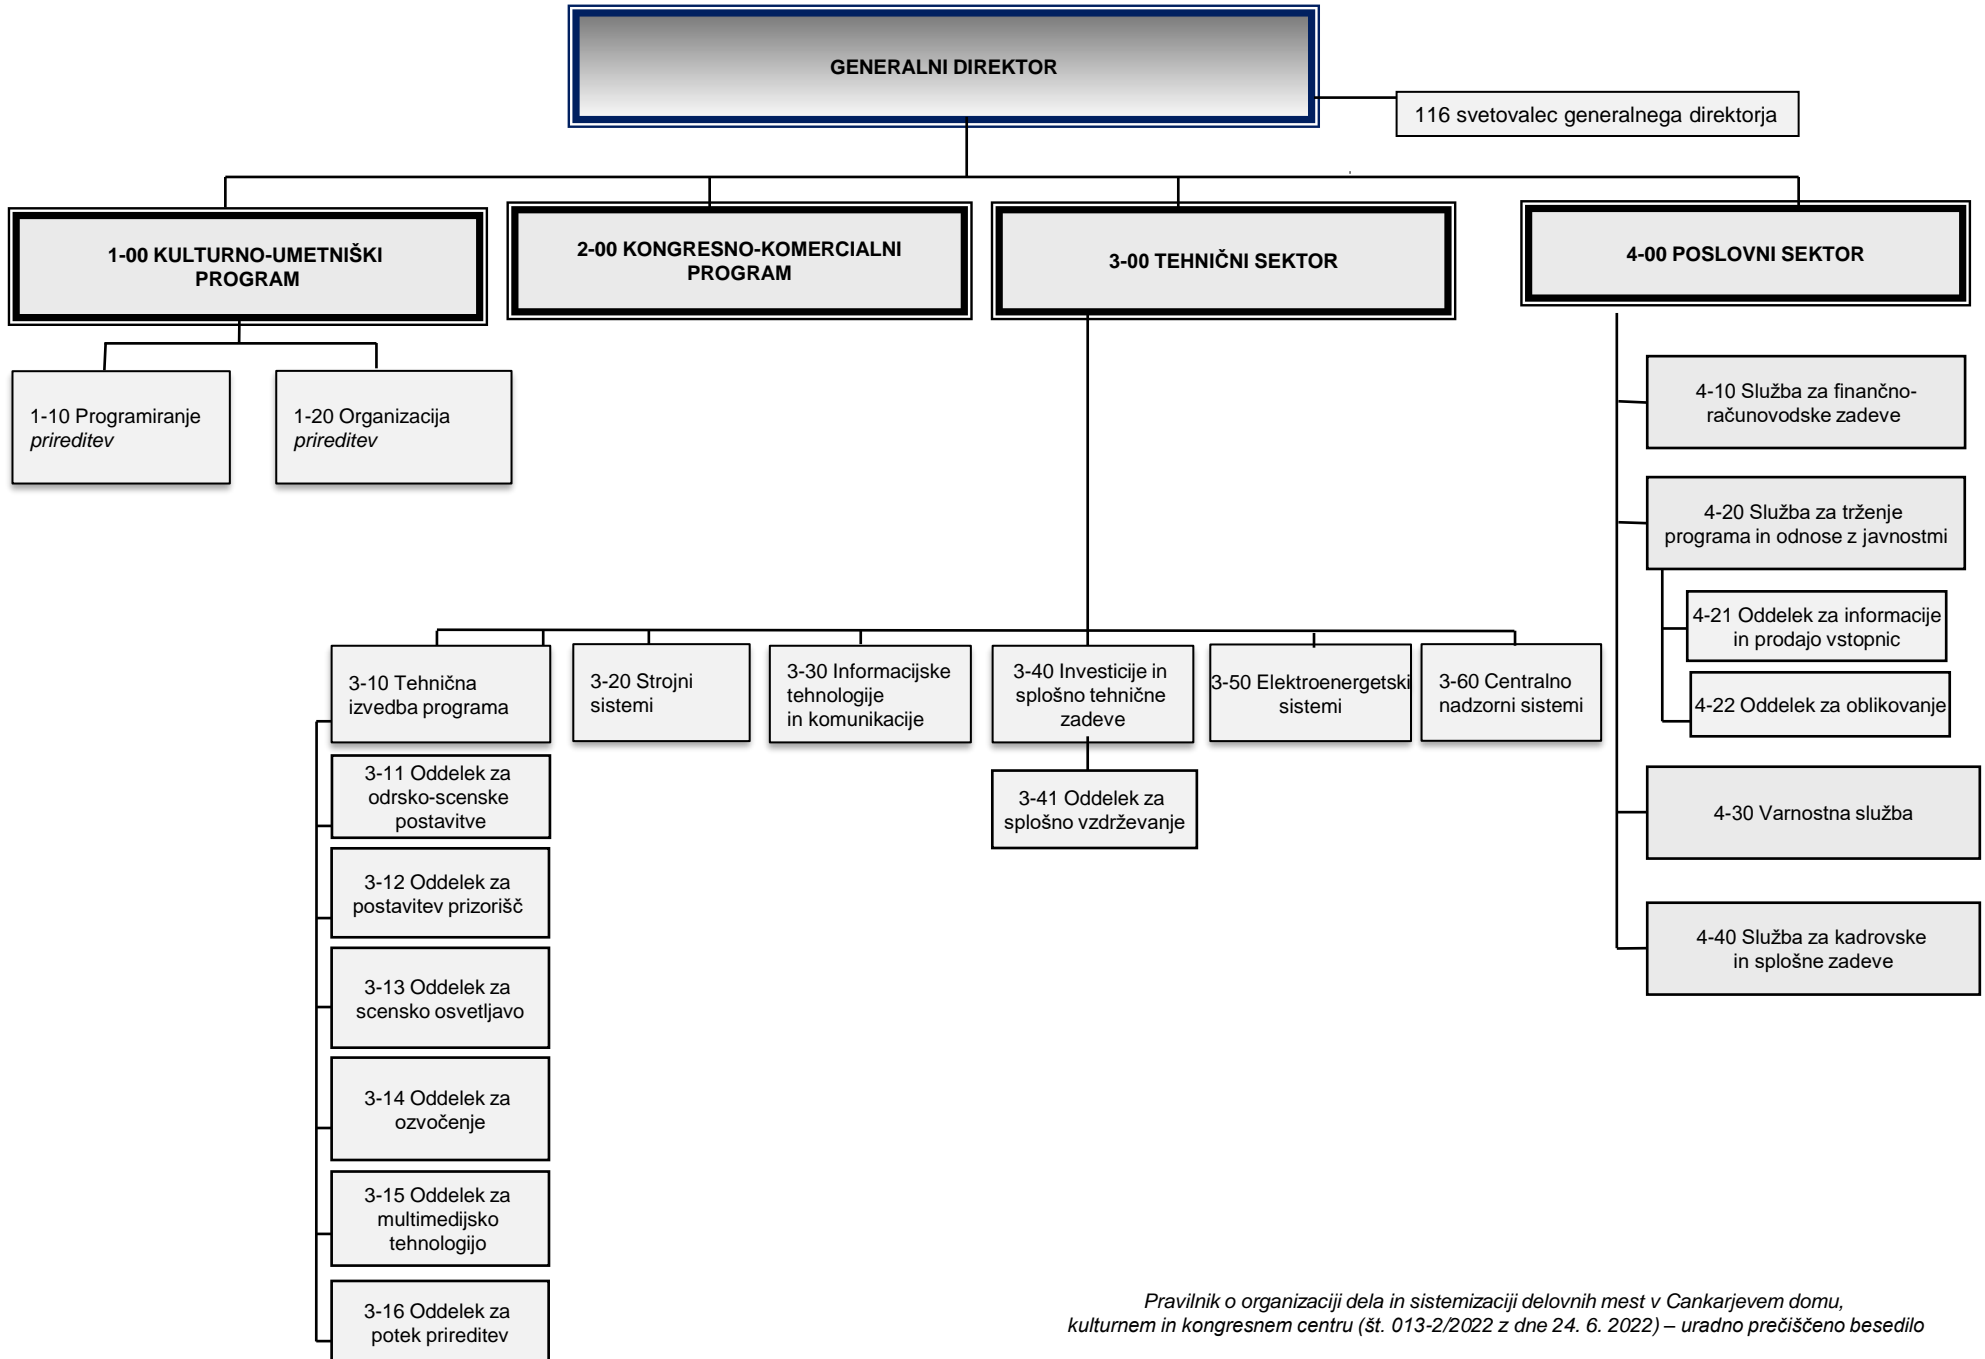 GENERALNI DIREKTOR
116 svetovalec generalnega direktorja
1-00 KULTURNO-UMETNIŠKI
PROGRAM
2-00 KONGRESNO-KOMERCIALNI
PROGRAM
3-00 TEHNIČNI SEKTOR
4-00 POSLOVNI SEKTOR
1-10 Programiranje
prireditev
1-20 Organizacija
prireditev
4-10 Služba za finančno-
računovodske zadeve
4-20 Služba za trženje
programa in odnose z javnostmi
4-21 Oddelek za informacije
in prodajo vstopnic
4-22 Oddelek za oblikovanje
4-30 Varnostna služba
4-40 Služba za kadrovske
in splošne zadeve
3-10 Tehnična
izvedba programa
3-20 Strojni
sistemi
3-30 Informacijske
tehnologije
in komunikacije
3-40 Investicije in
splošno tehnične
zadeve
3-50 Elektroenergetski
sistemi
3-60 Centralno
nadzorni sistemi
3-41 Oddelek za
splošno vzdrževanje
3-11 Oddelek za
odrsko-scenske
postavitve
3-12 Oddelek za
postavitev prizorišč
3-13 Oddelek za
scensko osvetljavo
3-14 Oddelek za
ozvočenje
3-15 Oddelek za
multimedijsko
tehnologijo
3-16 Oddelek za
potek prireditev
Pravilnik o organizaciji dela in sistemizaciji delovnih mest v Cankarjevem domu,
kulturnem in kongresnem centru (št. 013-2/2022 z dne 24. 6. 2022) – uradno prečiščeno besedilo